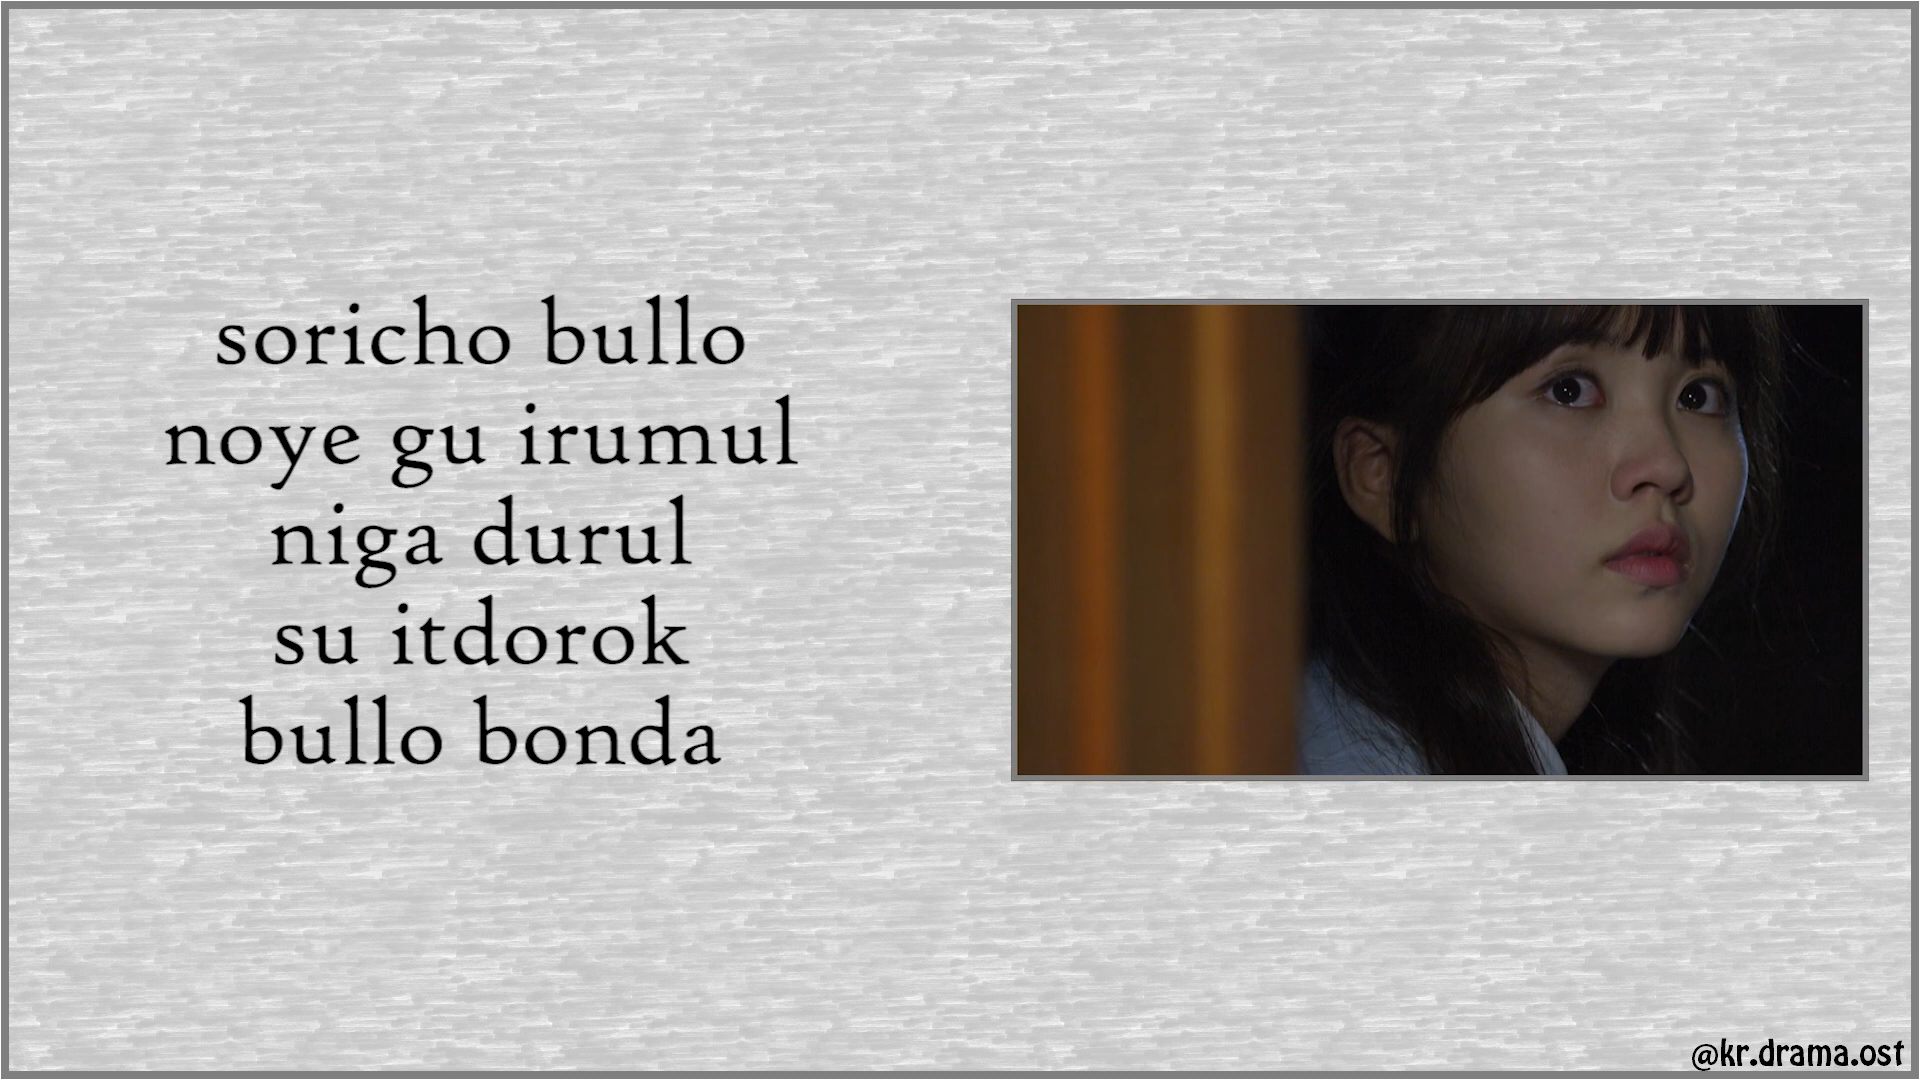 soricho bullo
noye gu irumul
niga durul
su itdorok
bullo bonda
@kr.drama.ost